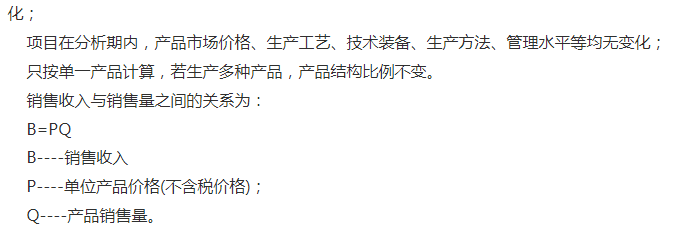 化；
项目在分析期内，产品市场价格、生产工艺、技术装备、生产方法、管理水平等均无变化；
只按单一产品计算，若生产多种产品，产品结构比例不变。
销售收入与销售量之间的关系为：
B=PQ
B----销售收入
P----单位产品价格(不含税价格)；
Q----产品销售量。